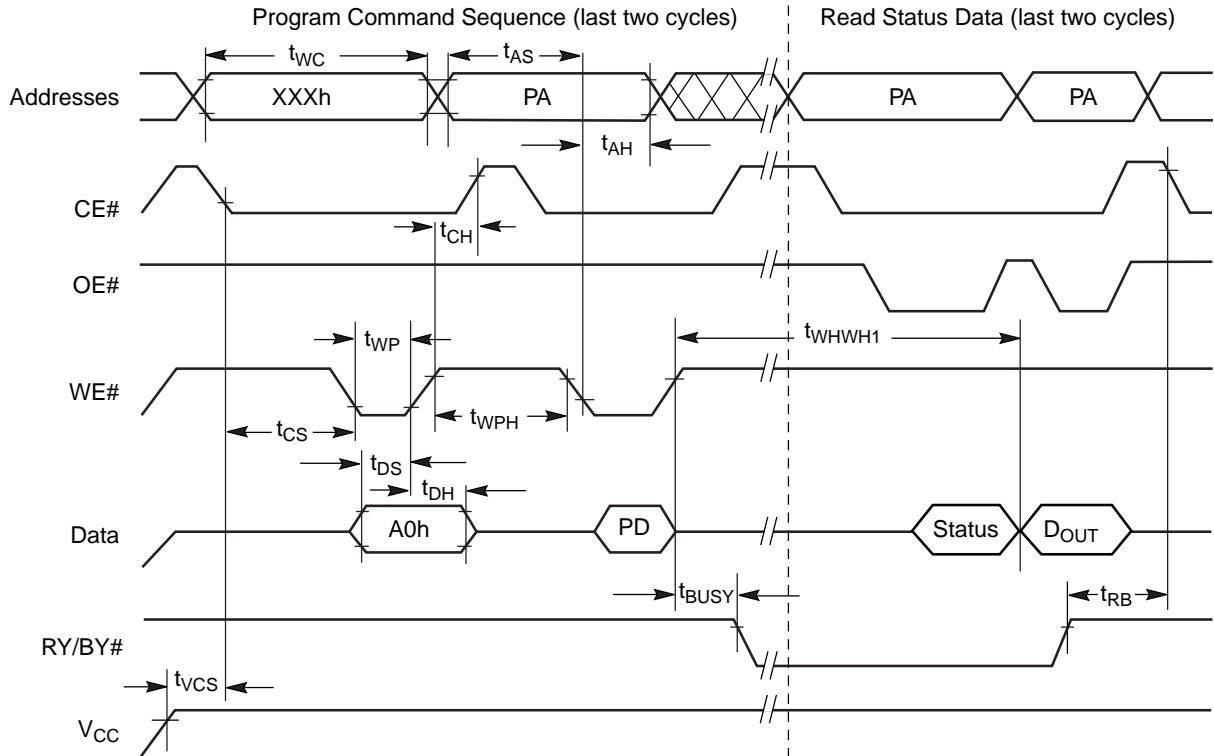 Program Command Sequence (last two cycles)
Read Status Data (last two cycles)
tWC
tAS
Addresses
XXXh
PA
PA
PA
tAH
CE#
tCH
OE#
tWP
tWHWH1
WE#
tWPH
tCS
tDS
tDH
Data
A0h
PD
Status
DOUT
tBUSY
tRB
RY/BY#
tVCS
VCC